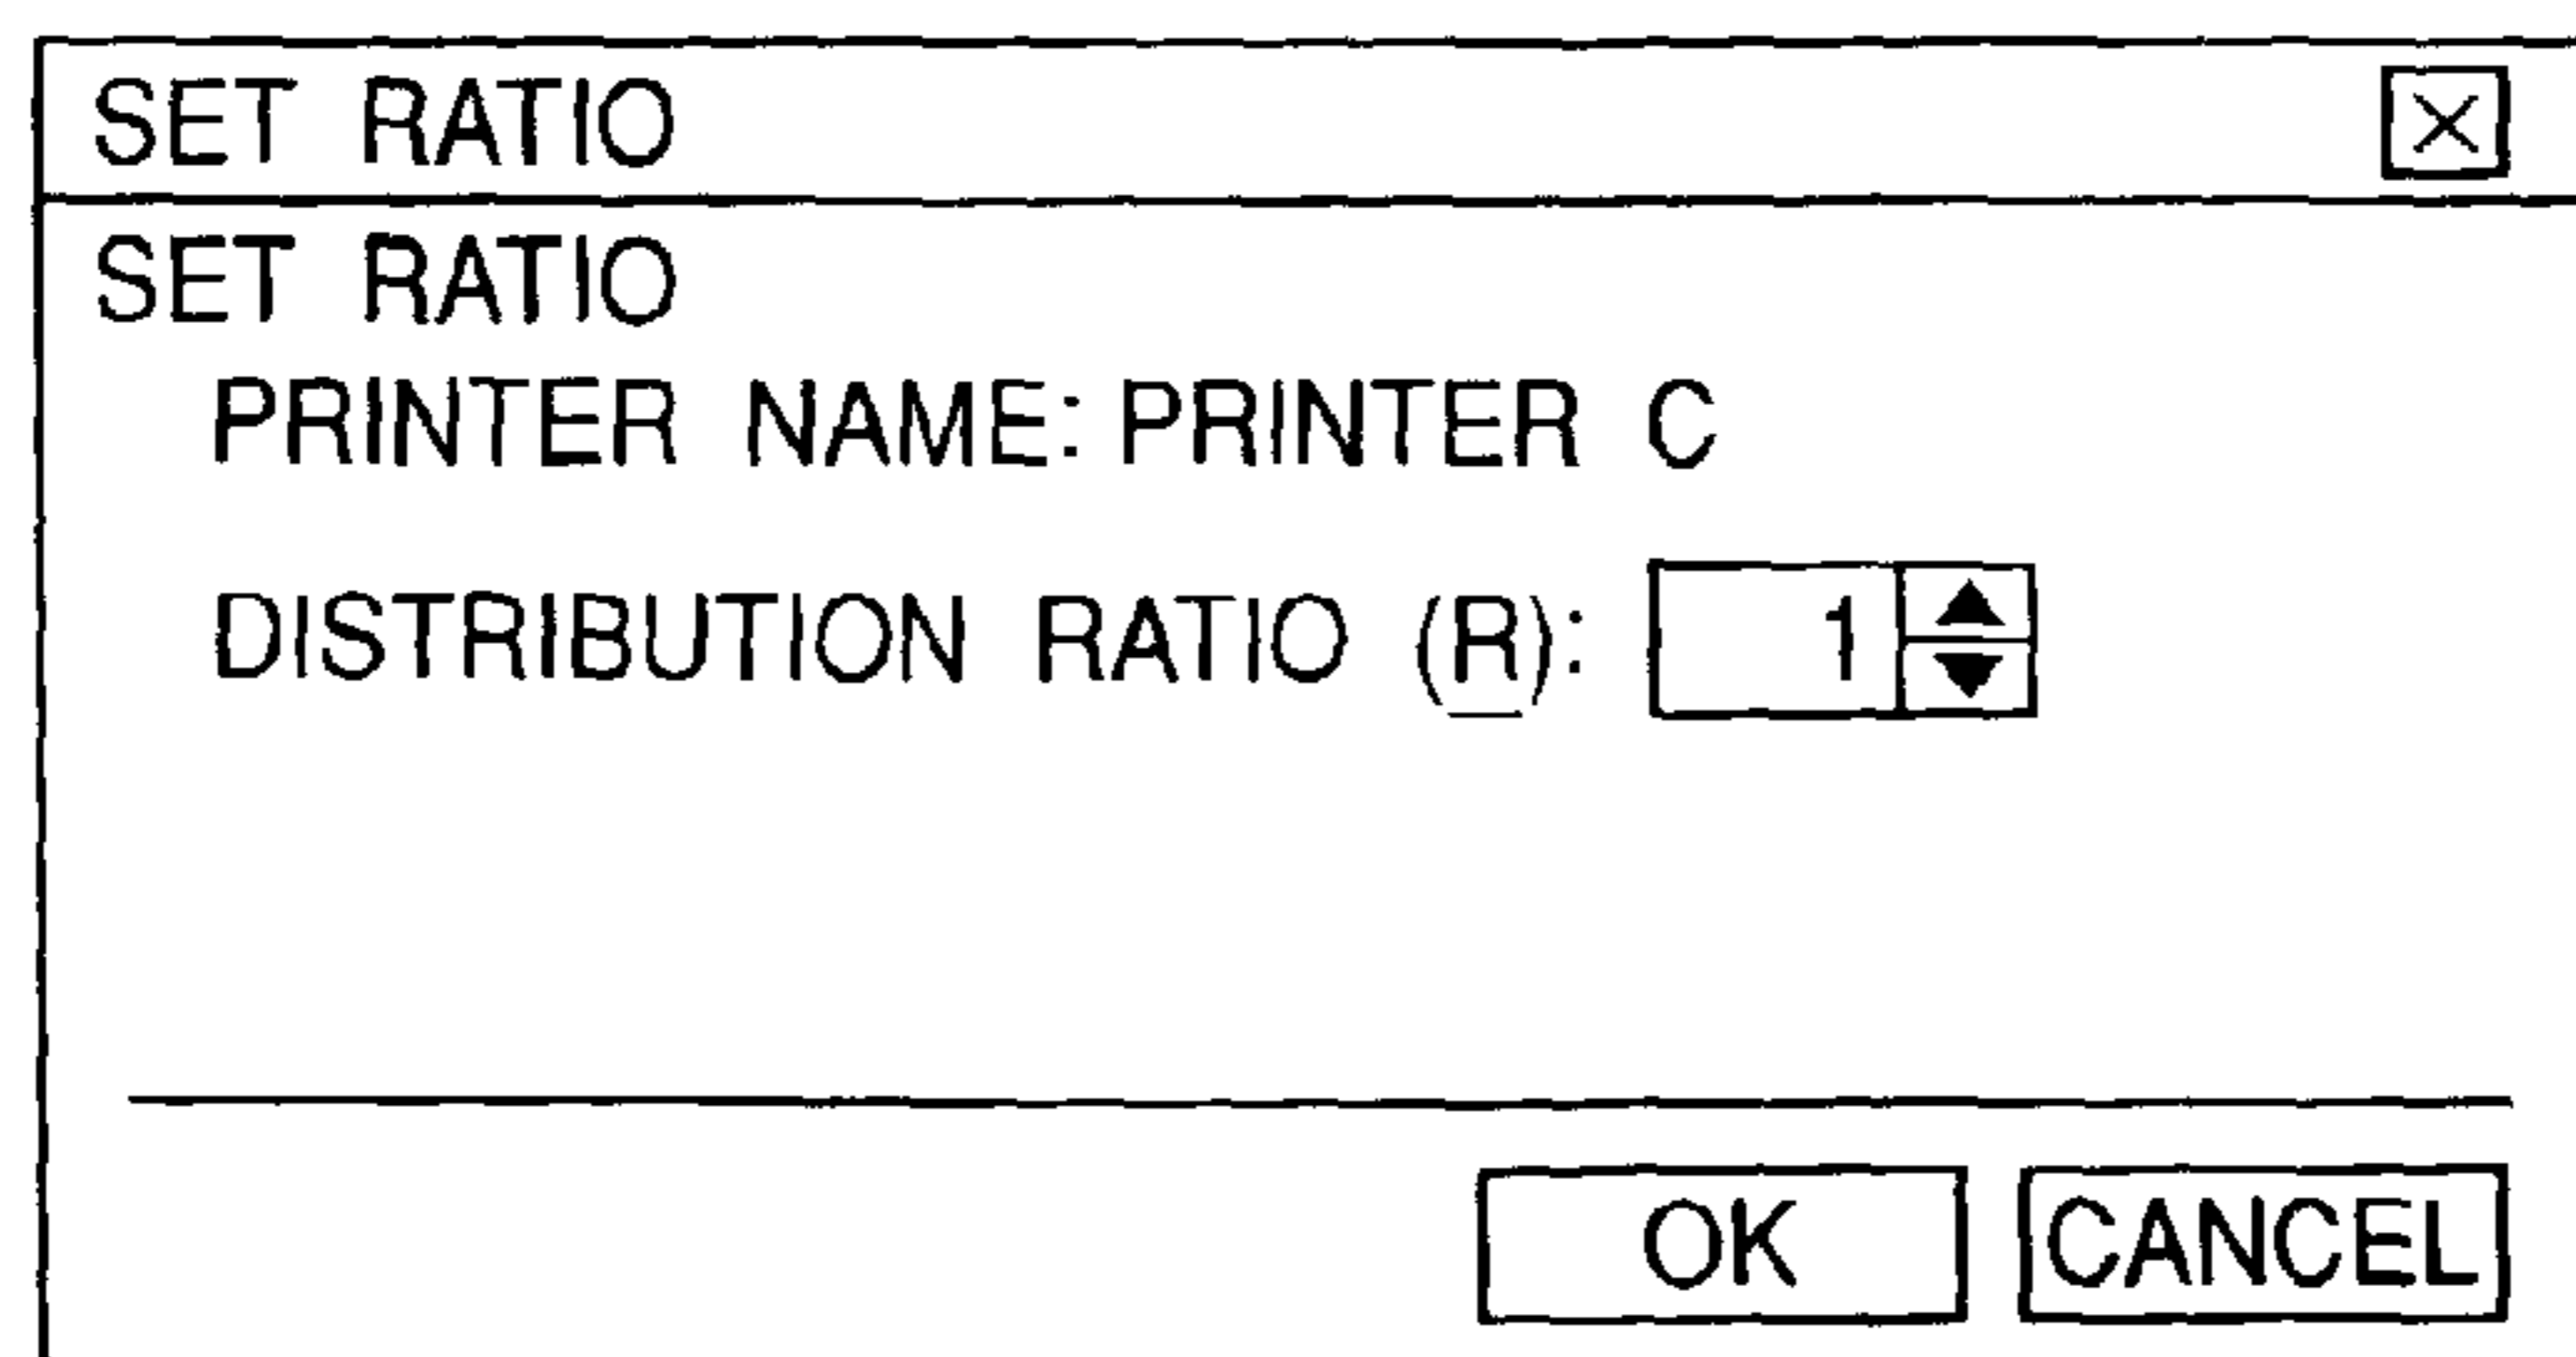 SET RATIO
SET RATIO
PRINTER NAME: PRINTER C
DISTRIBUTION RATIO (R): 1
OK CANCEL